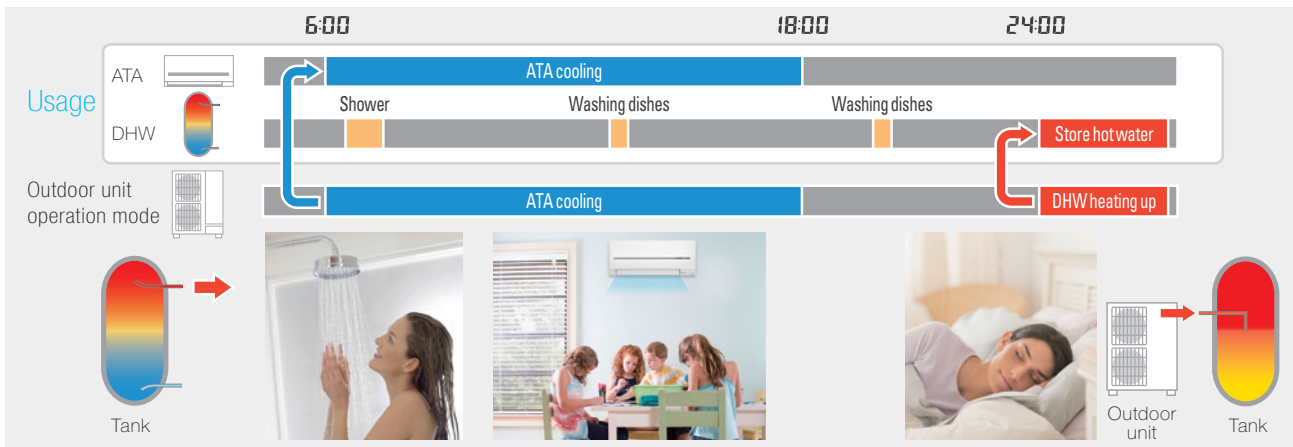 6:00
18:00
24:00
Usage
ATA
ATA cooling
Shower
Washing dishes
Washing dishes
DHW
Store hot water
Outdoor unit
operation mode
ATA cooling
DHW heating up
Tank
Outdoor
unit
Tank